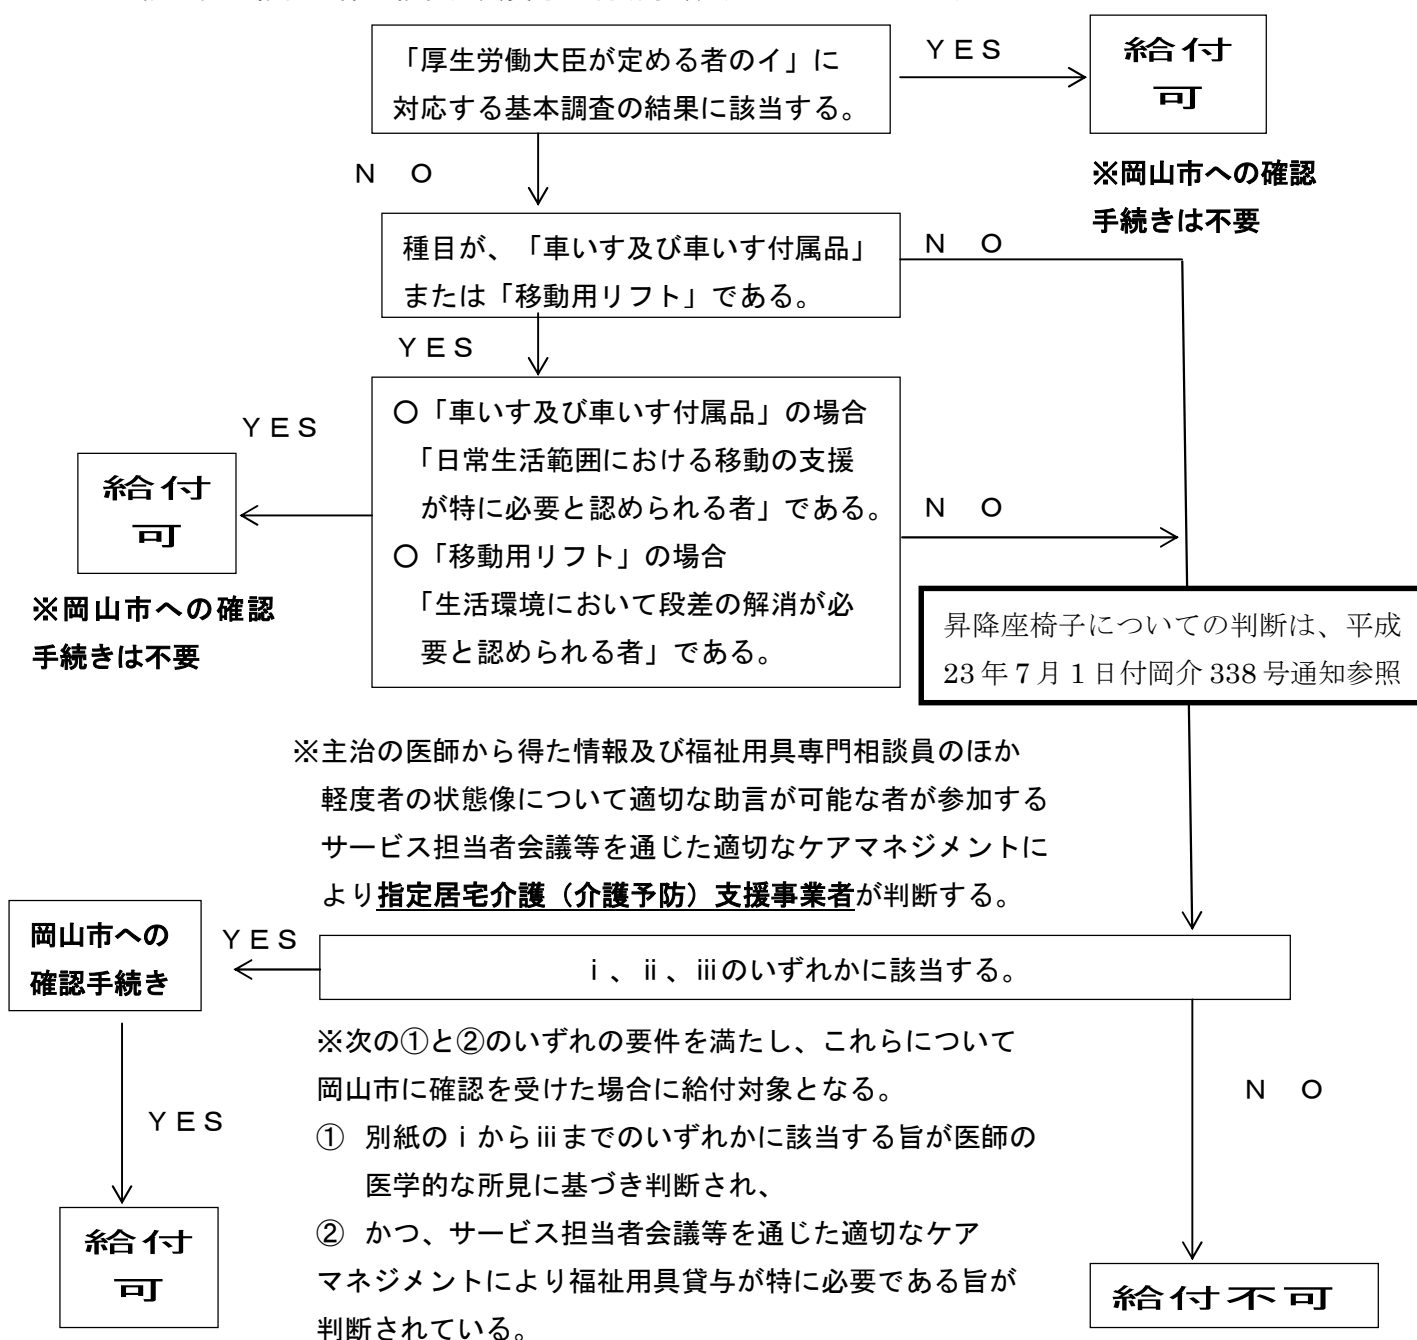 「厚生労働大臣が定める者のイ」に
対応する基本調査の結果に該当する。
ＹＥＳ
給付
可
※岡山市への確認
手続きは不要
Ｎ　Ｏ
種目が、「車いす及び車いす付属品」
または「移動用リフト」である。
Ｎ　Ｏ
ＹＥＳ
〇「車いす及び車いす付属品」の場合
「日常生活範囲における移動の支援
が特に必要と認められる者」である。
〇「移動用リフト」の場合
「生活環境において段差の解消が必
要と認められる者」である。
ＹＥＳ
給付
可
※岡山市への確認
手続きは不要
Ｎ　Ｏ
昇降座椅子についての判断は、平成
23年７月１日付岡介338号通知参照
※主治の医師から得た情報及び福祉用具専門相談員のほか
軽度者の状態像について適切な助言が可能な者が参加する
サービス担当者会議等を通じた適切なケアマネジメントに
より指定居宅介護（介護予防）支援事業者が判断する。
ⅰ、ⅱ、ⅲのいずれかに該当する。
ＹＥＳ
岡山市への
確認手続き
ＹＥＳ
給付
可
※次の①と②のいずれの要件を満たし、これらについて
岡山市に確認を受けた場合に給付対象となる。
①　別紙のⅰからⅲまでのいずれかに該当する旨が医師の
医学的な所見に基づき判断され、
②　かつ、サービス担当者会議等を通じた適切なケア
マネジメントにより福祉用具貸与が特に必要である旨が
判断されている。
Ｎ　Ｏ
給付不可